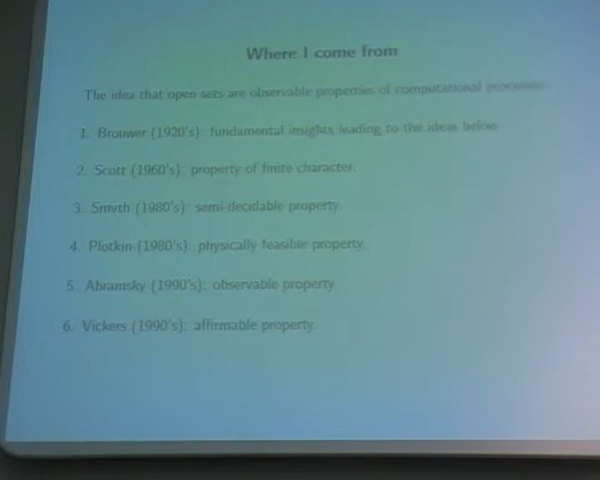 Where I come from
The idea that open sets are observable properties of computational processes.
1. Brouwer (1920's): fundamental insights leading to the ideas below.
2. Scott (1960's): property of finite character.
3. Smyth (1980's): semi-decidable property.
4. Plotkin (1980's): physically feasible property.
5. Abramsky (1990's): observable property.
6. Vickers (1990's): affirmable property.